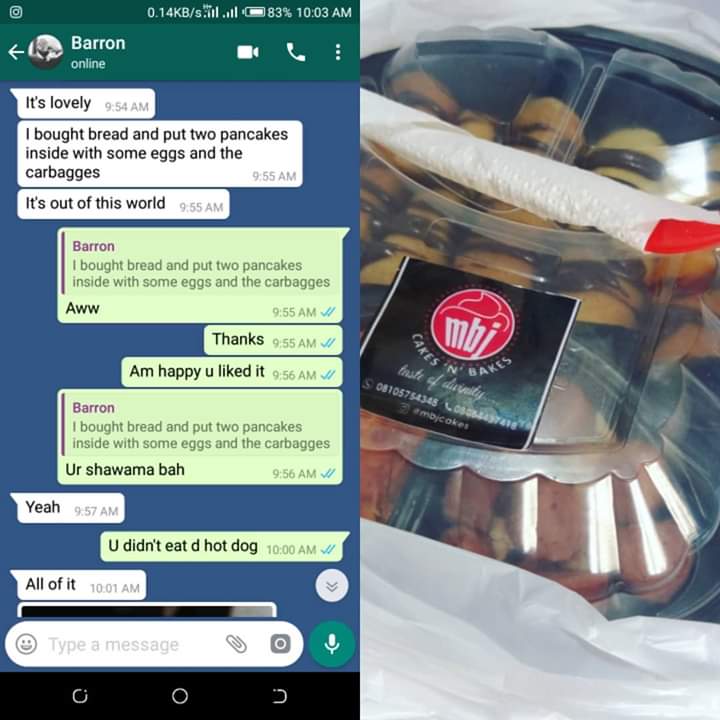 0.14KB/s 83% 10:03 AM
Barron
online
It's lovely 9:54 AM
I bought bread and put two pancakes
inside with some eggs and the
carbagges 9:55 AM
It's out of this world 9:55 AM
Barron
I bought bread and put two pancakes
inside with some eggs and the carbagges
Aww 9:55 AM
Thanks 9:55 AM
Am happy u liked it 9:56 AM
Barron
I bought bread and put two pancakes
inside with some eggs and the carbagges
Ur shawama bah 9:56 AM
Yeah 9:57 AM
U didn't eat d hot dog 10:00 AM
All of it 10:01 AM
Type a message
mbj
CAKES 'N' BAKES
taste of divinity...
08105754348
@mbjcakes